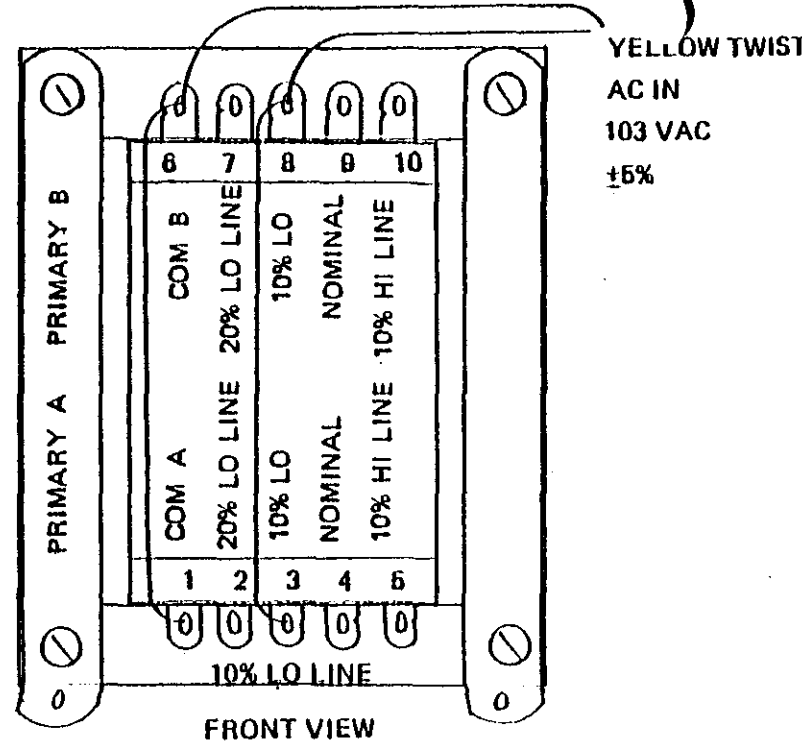 YELLOW TWIST
AC IN
103 VAC
±5%
6 7 8 9 10
PRIMARY B
COM B
20% LO LINE
10% LO
NOMINAL
10% HI LINE
PRIMARY A
COM A
20% LO LINE
10% LO
NOMINAL
10% HI LINE
1 2 3 4 5
10% LO LINE
FRONT VIEW